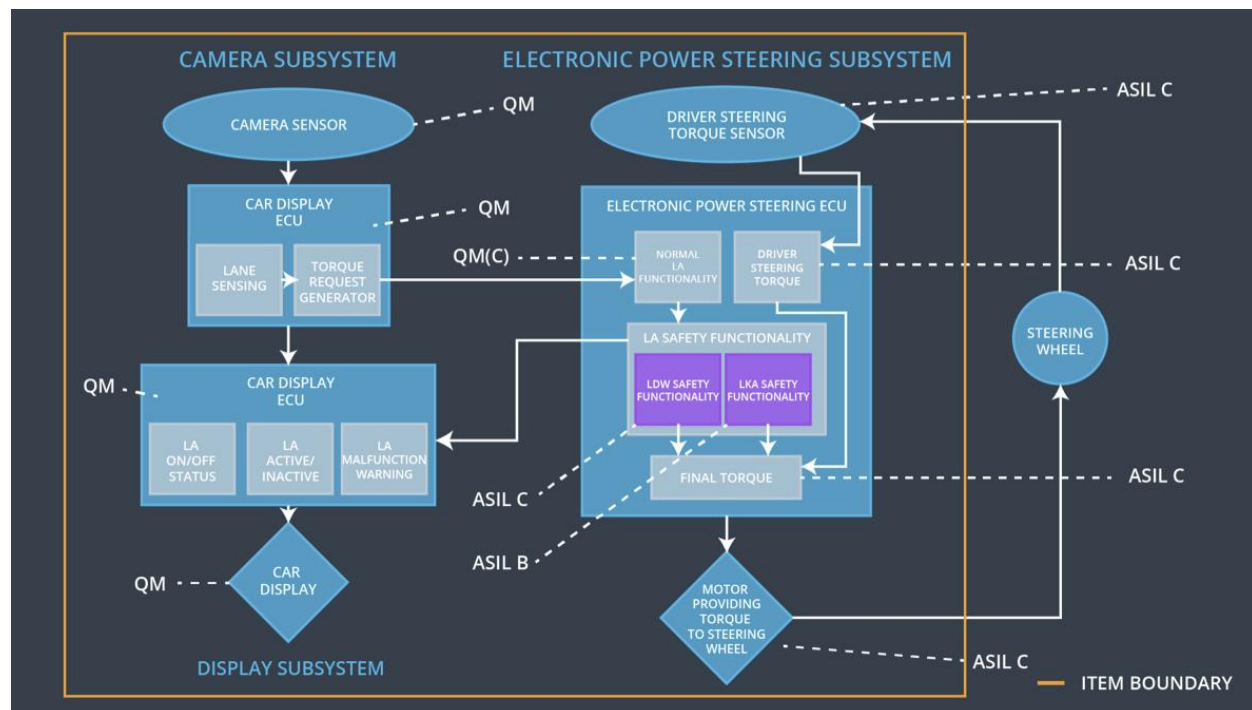 CAMERA SUBSYSTEM
ELECTRONIC POWER STEERING SUBSYSTEM
CAMERA SENSOR
QM
DRIVER STEERING
TORQUE SENSOR
ASIL C
CAR DISPLAY
ECU
QM
LANE
SENSING
TORQUE
REQUEST
GENERATOR
ELECTRONIC POWER STEERING ECU
QM(C)
NORMAL
LA
FUNCTIONALITY
DRIVER
STEERING
TORQUE
ASIL C
STEERING
WHEEL
LA SAFETY FUNCTIONALITY
LDW SAFETY
FUNCTIONALITY
LKA SAFETY
FUNCTIONALITY
QM
CAR DISPLAY
ECU
LA
ON/OFF
STATUS
LA
ACTIVE/
INACTIVE
LA
MALFUNCTION
WARNING
FINAL TORQUE
ASIL C
ASIL C
ASIL B
QM
CAR
DISPLAY
MOTOR
PROVIDING
TORQUE
TO STEERING
WHEEL
ASIL C
DISPLAY SUBSYSTEM
ITEM BOUNDARY